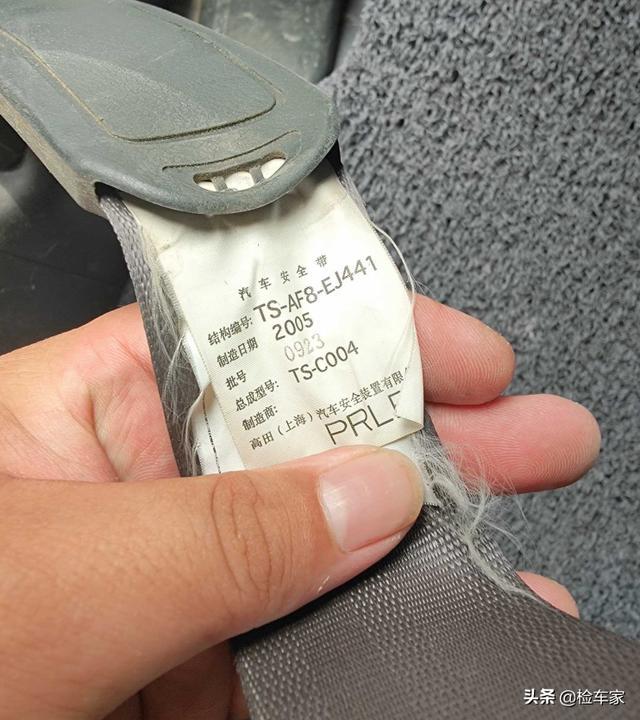 汽车安全带
结构编号: TS-AF8-EJ441
制造日期 2005
批号 0923
总成型号: TS-C004
制造商:
高田（上海）汽车安全装置有限
PRL
头条 @检车家